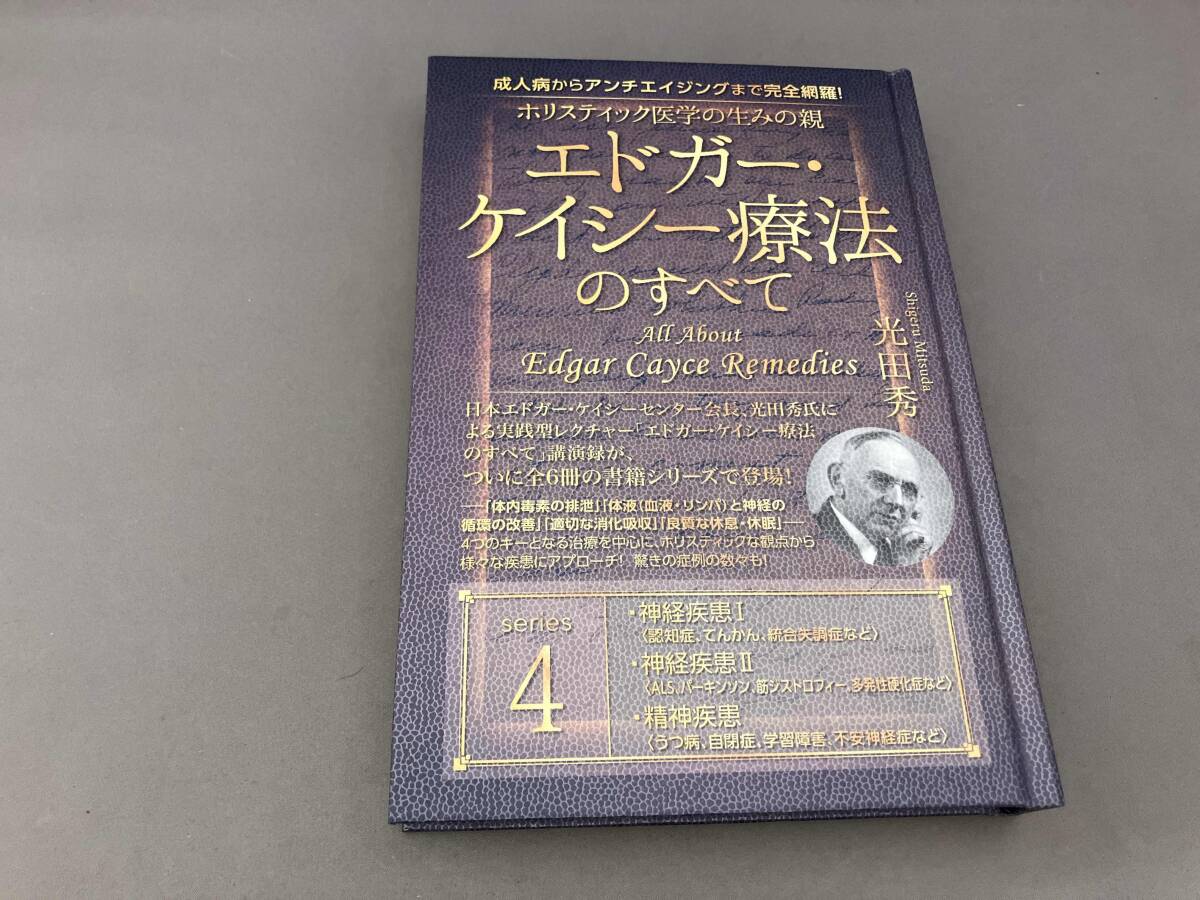 成人病からアンチエイジングまで完全網羅!
ホリスティック医学の生みの親
エドガー・
ケイシー療法
のすべて
All About
Edgar Cayce Remedies
Shigeru Mitsuda
光田秀
日本エドガー・ケイシーセンター会長、光田秀氏に
よる実践型レクチャー「エドガー・ケイシー療法
のすべて」講演録が、
ついに全6冊の書籍シリーズで登場!
―「体内毒素の排泄」「体液(血液・リンパ)と神経の
循環の改善」「適切な消化吸収」「良質な休息・休眠」―
4つのキーとなる治療を中心に、ホリスティックな観点から
様々な疾患にアプローチ! 驚きの症例の数々も!
series
4
・神経疾患Ⅰ
〈認知症、てんかん、統合失調症など〉
・神経疾患Ⅱ
〈ALS、パーキンソン、筋ジストロフィー、多発性硬化症など〉
・精神疾患
〈うつ病、自閉症、学習障害、不安神経症など〉